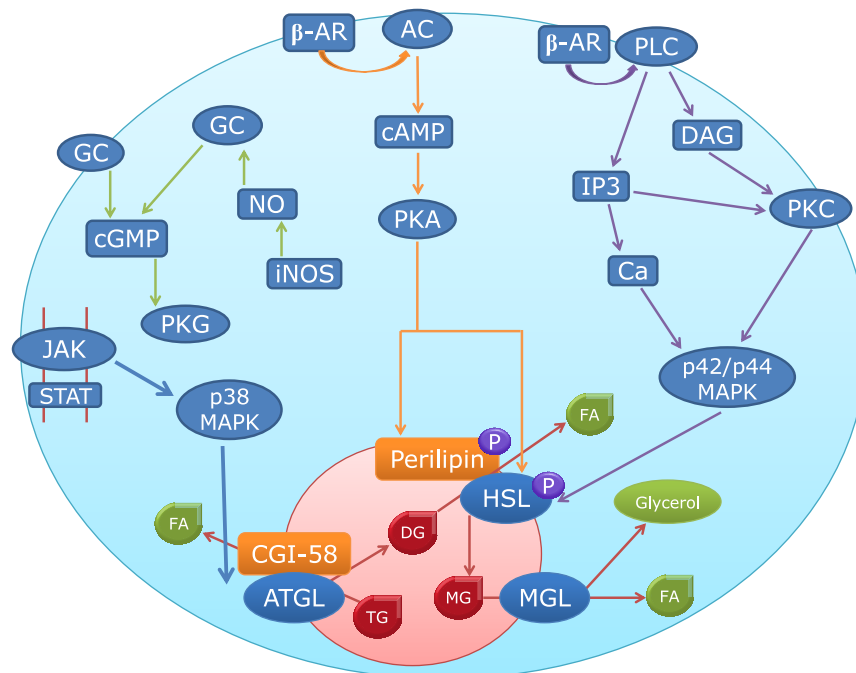 β-AR
AC
β-AR
PLC
GC
GC
cAMP
DAG
IP3
NO
PKA
PKC
cGMP
iNOS
Ca
PKG
JAK
STAT
p38
MAPK
p42/p44
MAPK
FA
P
Perilipin
P
HSL
Glycerol
FA
DG
CGI-58
ATGL
TG
MG
MGL
FA